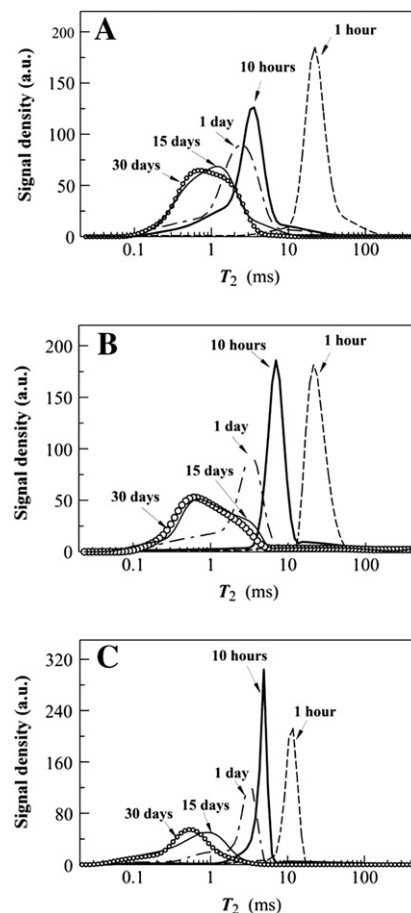 A
Signal density (a.u.)
200
150
100
50
0
1 hour
10 hours
1 day
15 days
30 days
0.1
1
10
100
T2 (ms)
B
Signal density (a.u.)
200
150
100
50
0
10 hours
1 hour
1 day
15 days
30 days
0.1
1
10
100
T2 (ms)
C
Signal density (a.u.)
320
240
160
80
0
10 hours
1 hour
1 day
30 days
15 days
0.1
1
10
100
T2 (ms)